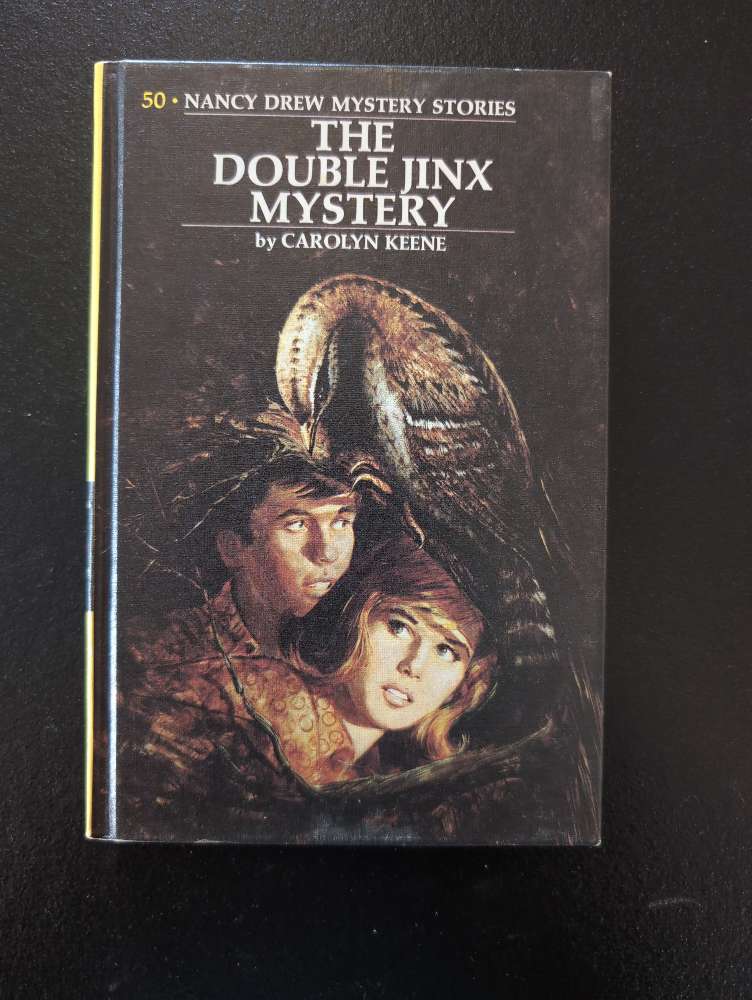 50 • NANCY DREW MYSTERY STORIES
THE
DOUBLE JINX
MYSTERY
by CAROLYN KEENE